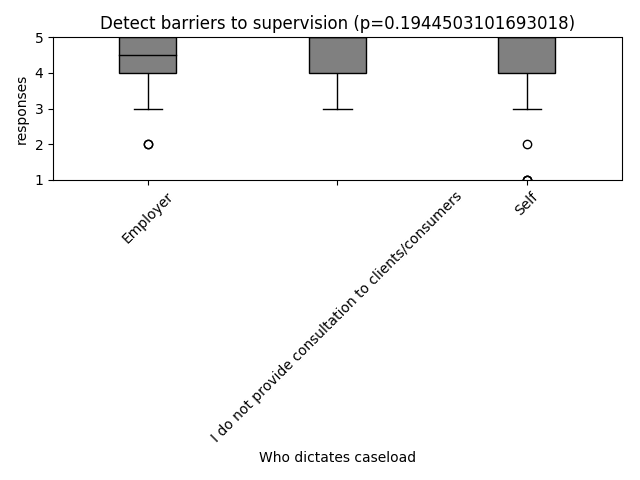 Detect barriers to supervision (p=0.1944503101693018)
responses
5
4
3
2
1
Employer
I do not provide consultation to clients/consumers
Self
Who dictates caseload